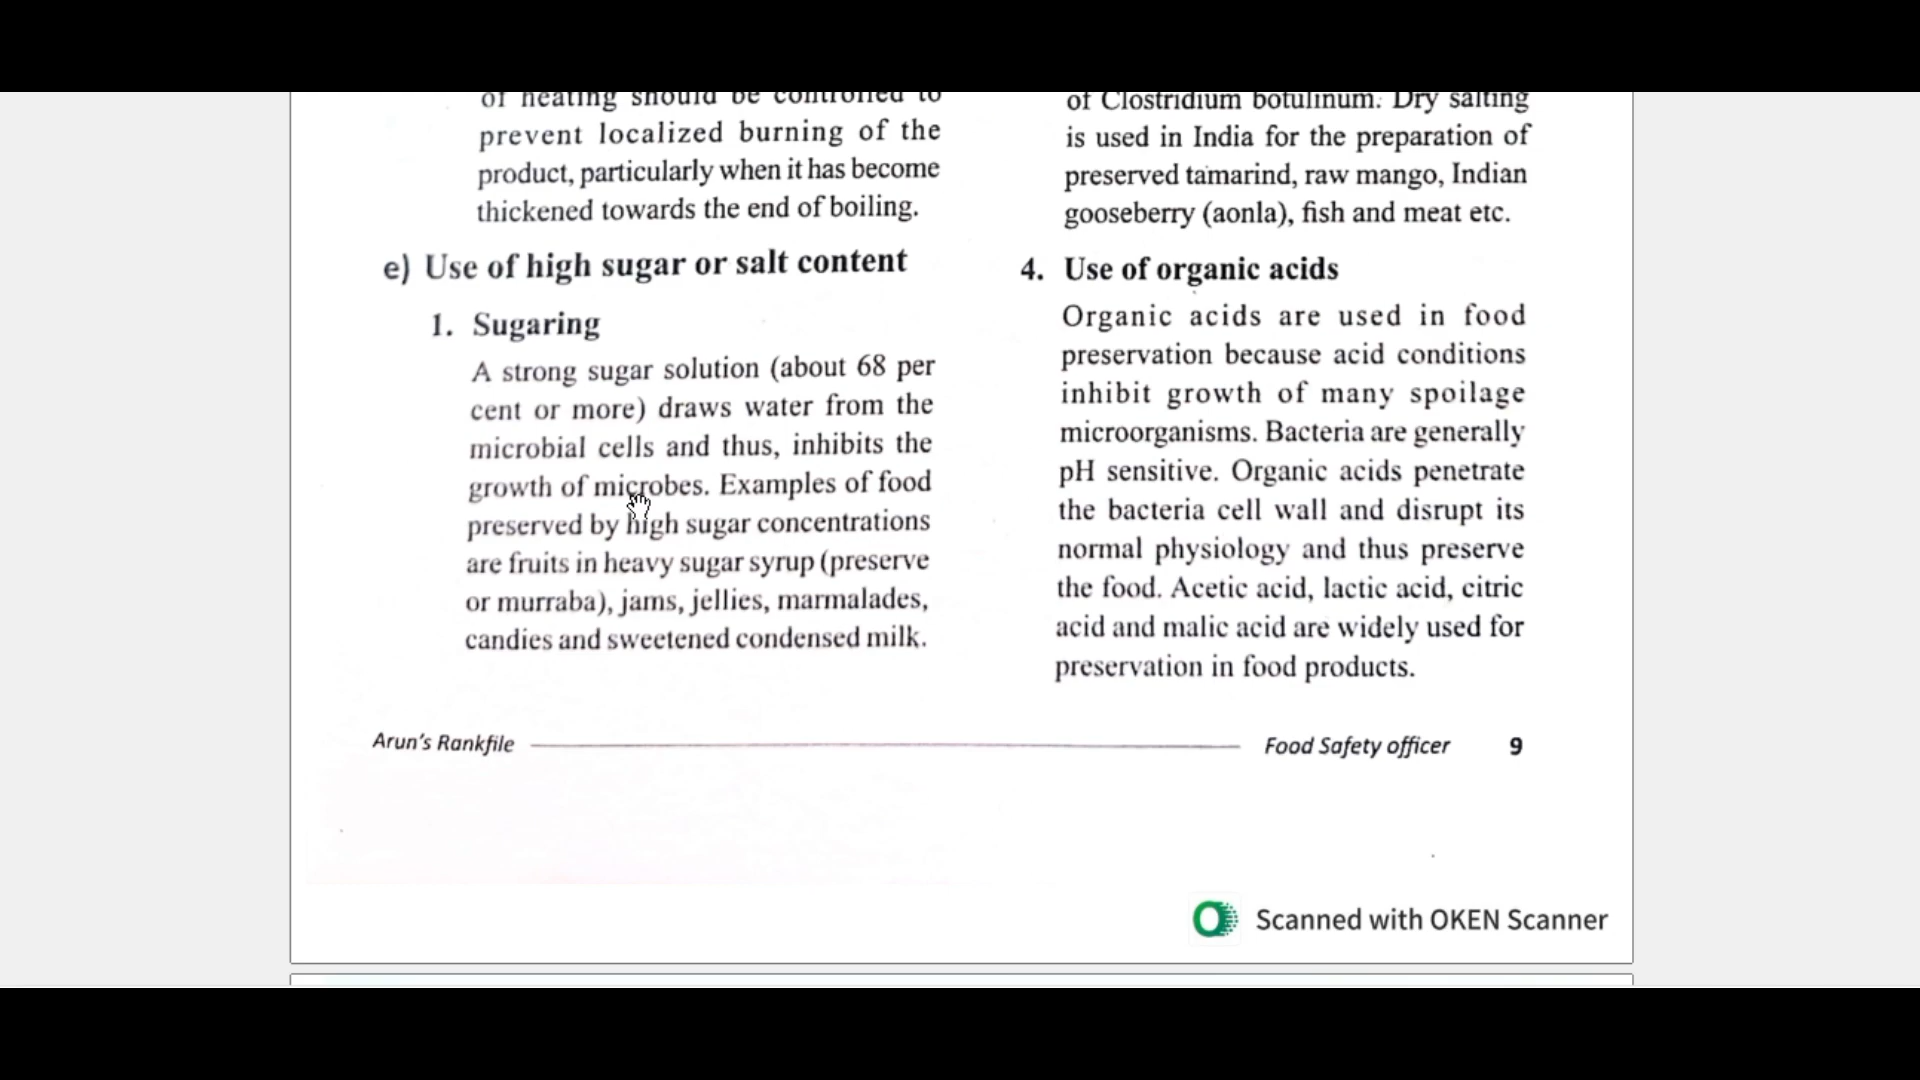 of heating should be controlled to
prevent localized burning of the
product, particularly when it has become
thickened towards the end of boiling.
e) Use of high sugar or salt content
1. Sugaring
A strong sugar solution (about 68 per
cent or more) draws water from the
microbial cells and thus, inhibits the
growth of microbes. Examples of food
preserved by high sugar concentrations
are fruits in heavy sugar syrup (preserve
or murraba), jams, jellies, marmalades,
candies and sweetened condensed milk.
of Clostridium botulinum. Dry salting
is used in India for the preparation of
preserved tamarind, raw mango, Indian
gooseberry (aonla), fish and meat etc.
4. Use of organic acids
Organic acids are used in food
preservation because acid conditions
inhibit growth of many spoilage
microorganisms. Bacteria are generally
pH sensitive. Organic acids penetrate
the bacteria cell wall and disrupt its
normal physiology and thus preserve
the food. Acetic acid, lactic acid, citric
acid and malic acid are widely used for
preservation in food products.
Arun's Rankfile Food Safety officer 9
Scanned with OKEN Scanner